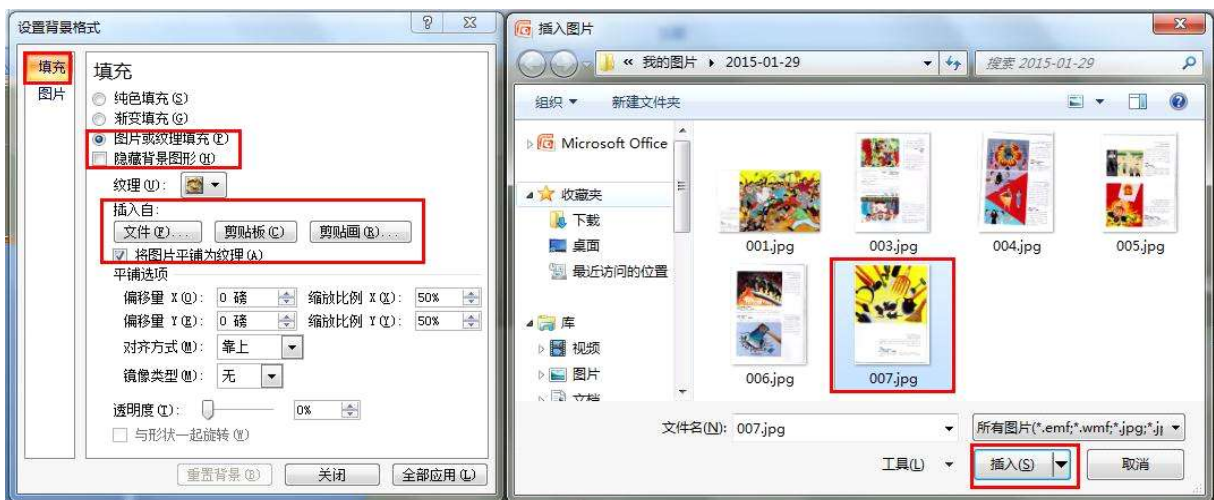 设置背景格式
填充
图片
填充
纯色填充(S)
渐变填充(G)
图片或纹理填充(P)
隐藏背景图形(H)
纹理(U):
插入自:
文件(F)... 剪贴板(C) 剪贴画(R)...
将图片平铺为纹理(A)
平铺选项
偏移量 X(O): 0 磅 缩放比例 X(X): 50%
偏移量 Y(E): 0 磅 缩放比例 Y(Y): 50%
对齐方式(M): 靠上
镜像类型(M): 无
透明度(T): 0%
与形状一起旋转(W)
重置背景(B) 关闭 全部应用(L)
插入图片
« 我的图片 ▸ 2015-01-29
搜索 2015-01-29
组织 新建文件夹
Microsoft Office
收藏夹
下载
桌面
最近访问的位置
库
视频
图片
文档
001.jpg 003.jpg 004.jpg 005.jpg
006.jpg 007.jpg
文件名(N): 007.jpg
所有图片(*.emf;*.wmf;*.jpg;*.j
工具(L) 插入(S) 取消